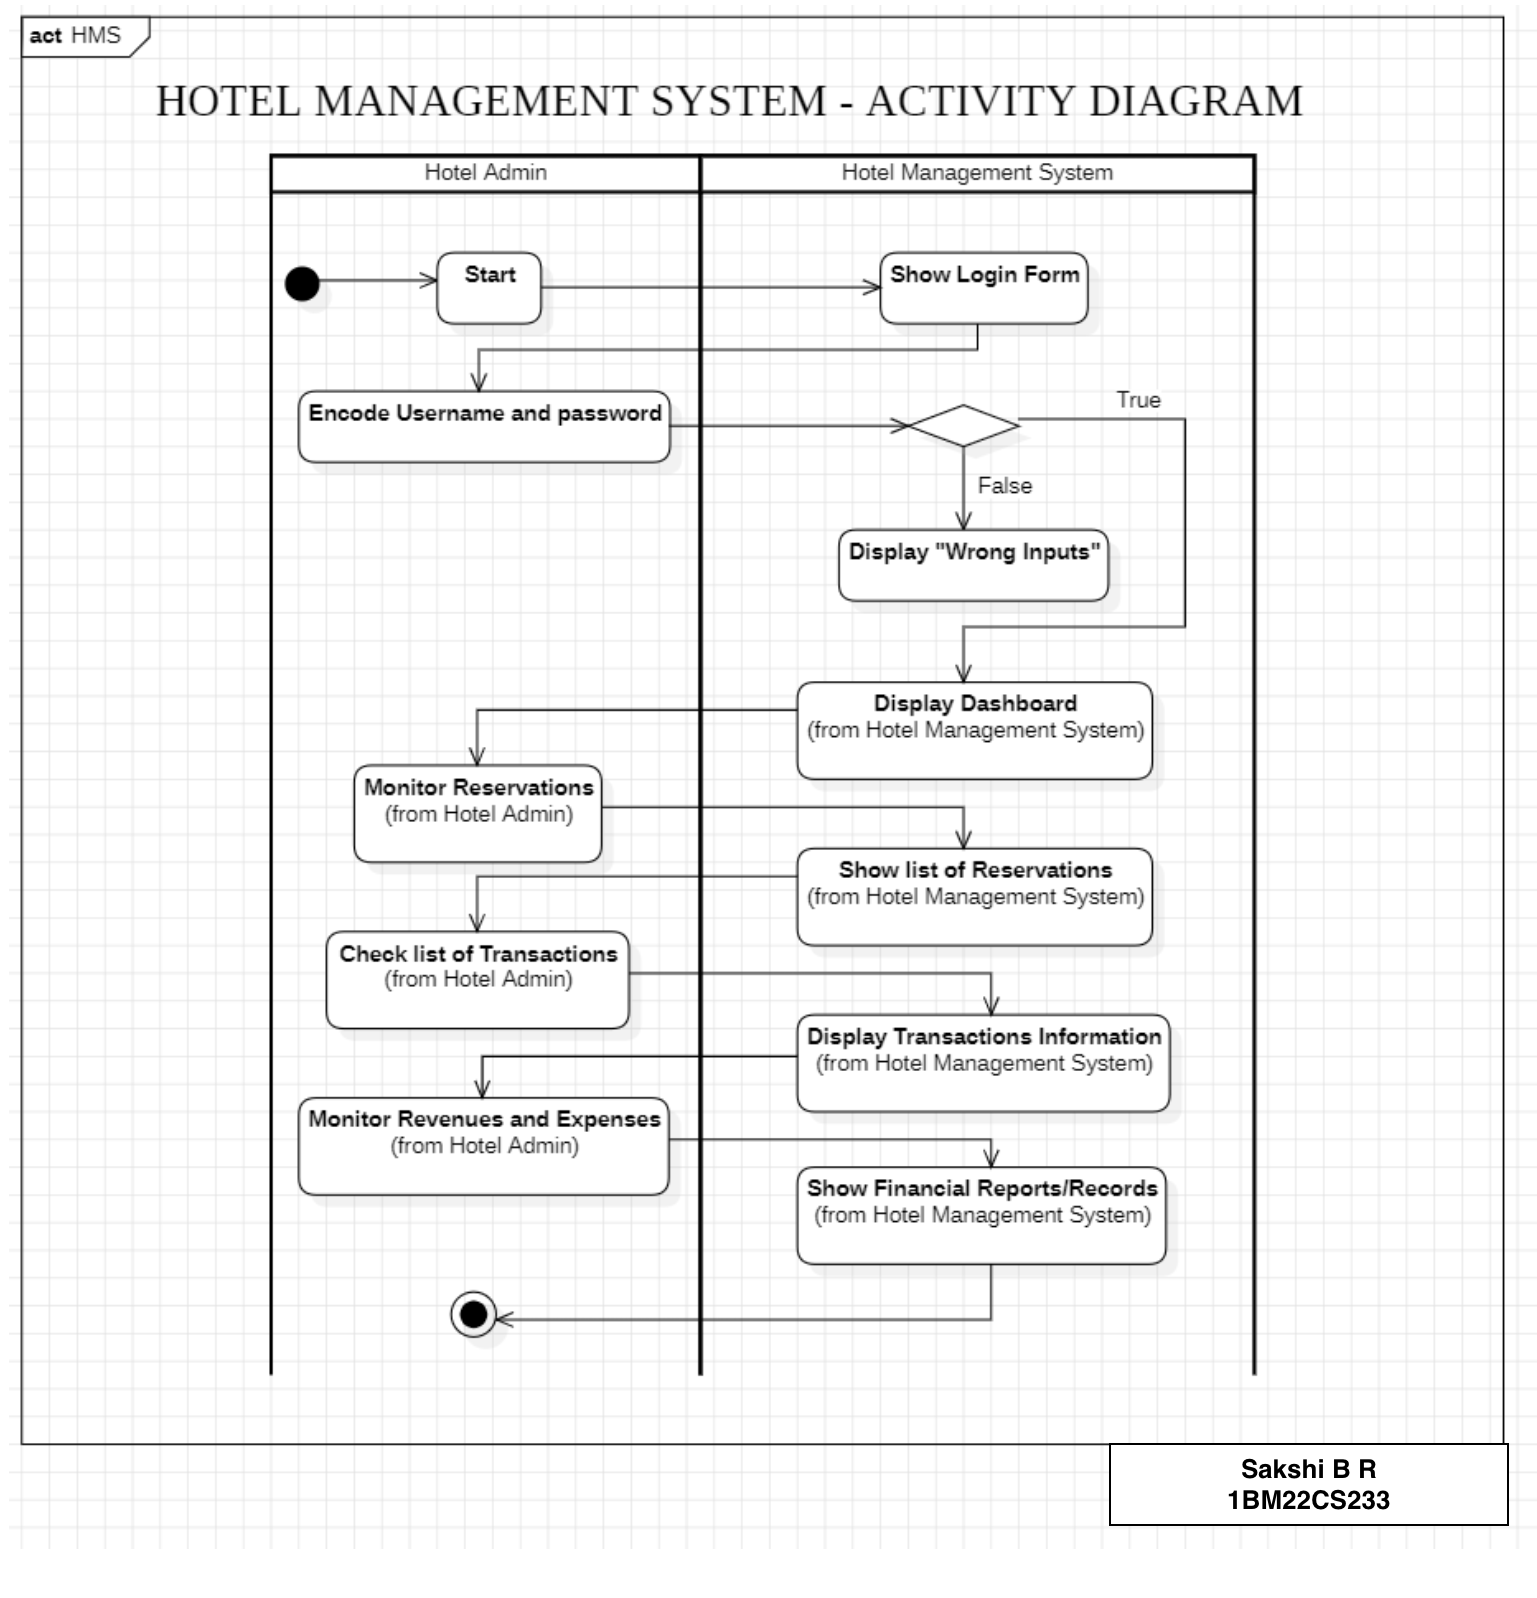 act HMS
HOTEL MANAGEMENT SYSTEM - ACTIVITY DIAGRAM
Hotel Admin
Hotel Management System
Start
Show Login Form
Encode Username and password
True
False
Display "Wrong Inputs"
Display Dashboard
(from Hotel Management System)
Monitor Reservations
(from Hotel Admin)
Show list of Reservations
(from Hotel Management System)
Check list of Transactions
(from Hotel Admin)
Display Transactions Information
(from Hotel Management System)
Monitor Revenues and Expenses
(from Hotel Admin)
Show Financial Reports/Records
(from Hotel Management System)
Sakshi B R
1BM22CS233